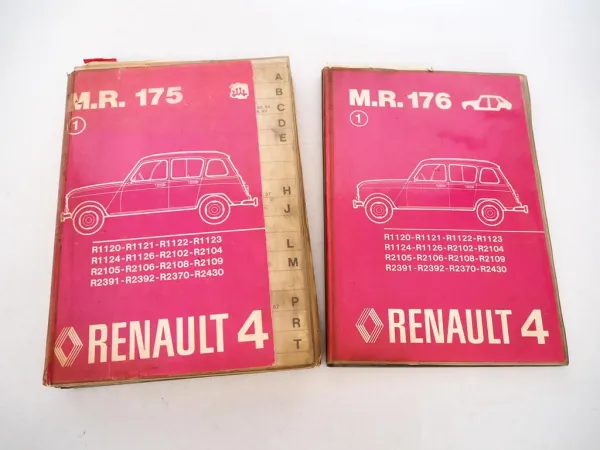 M.R. 175
1
R1120-R1121-R1122-R1123
R1124-R1126-R2102-R2104
R2105-R2106-R2108-R2109
R2391-R2392-R2370-R2430
RENAULT 4
A
B
C
D
E
H
J
L
M
P
R
T
M.R. 176
1
R1120-R1121-R1122-R1123
R1124-R1126-R2102-R2104
R2105-R2106-R2108-R2109
R2391-R2392-R2370-R2430
RENAULT 4